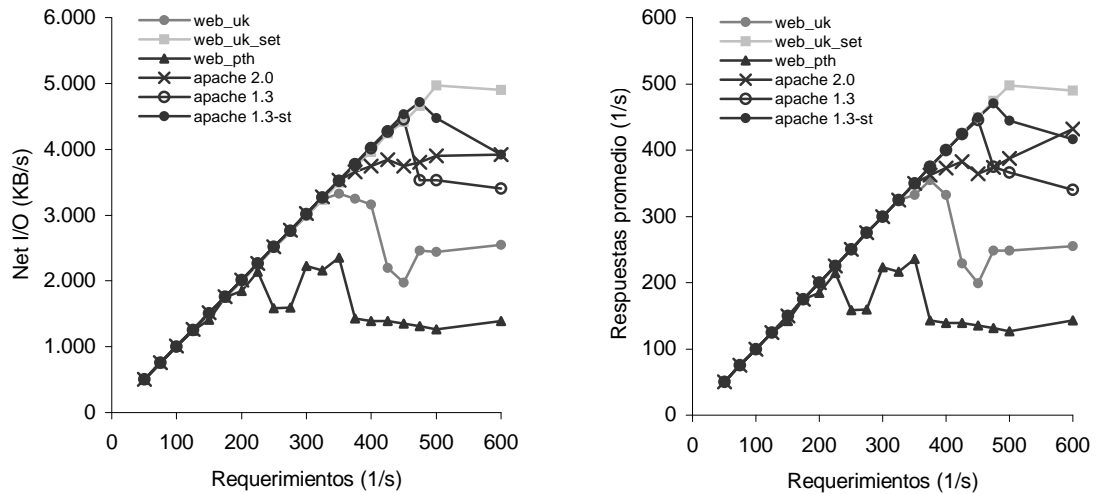 web_uk
web_uk_set
web_pth
apache 2.0
apache 1.3
apache 1.3-st
6.000
5.000
4.000
3.000
2.000
1.000
0
Net I/O (KB/s)
0 100 200 300 400 500 600
Requerimientos (1/s)
web_uk
web_uk_set
web_pth
apache 2.0
apache 1.3
apache 1.3-st
600
500
400
300
200
100
0
Respuestas promedio (1/s)
0 100 200 300 400 500 600
Requerimientos (1/s)